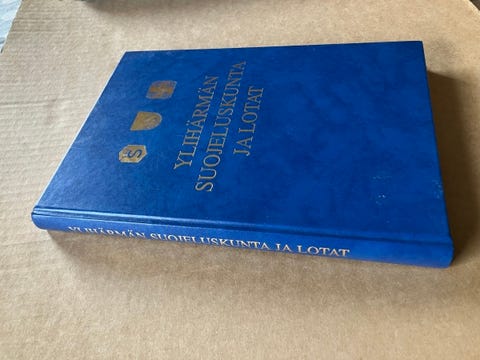 YLIHÄRMÄN
SUOJELUSKUNTA
JA LOTAT
S
YLIHÄRMÄN SUOJELUSKUNTA JA LOTAT